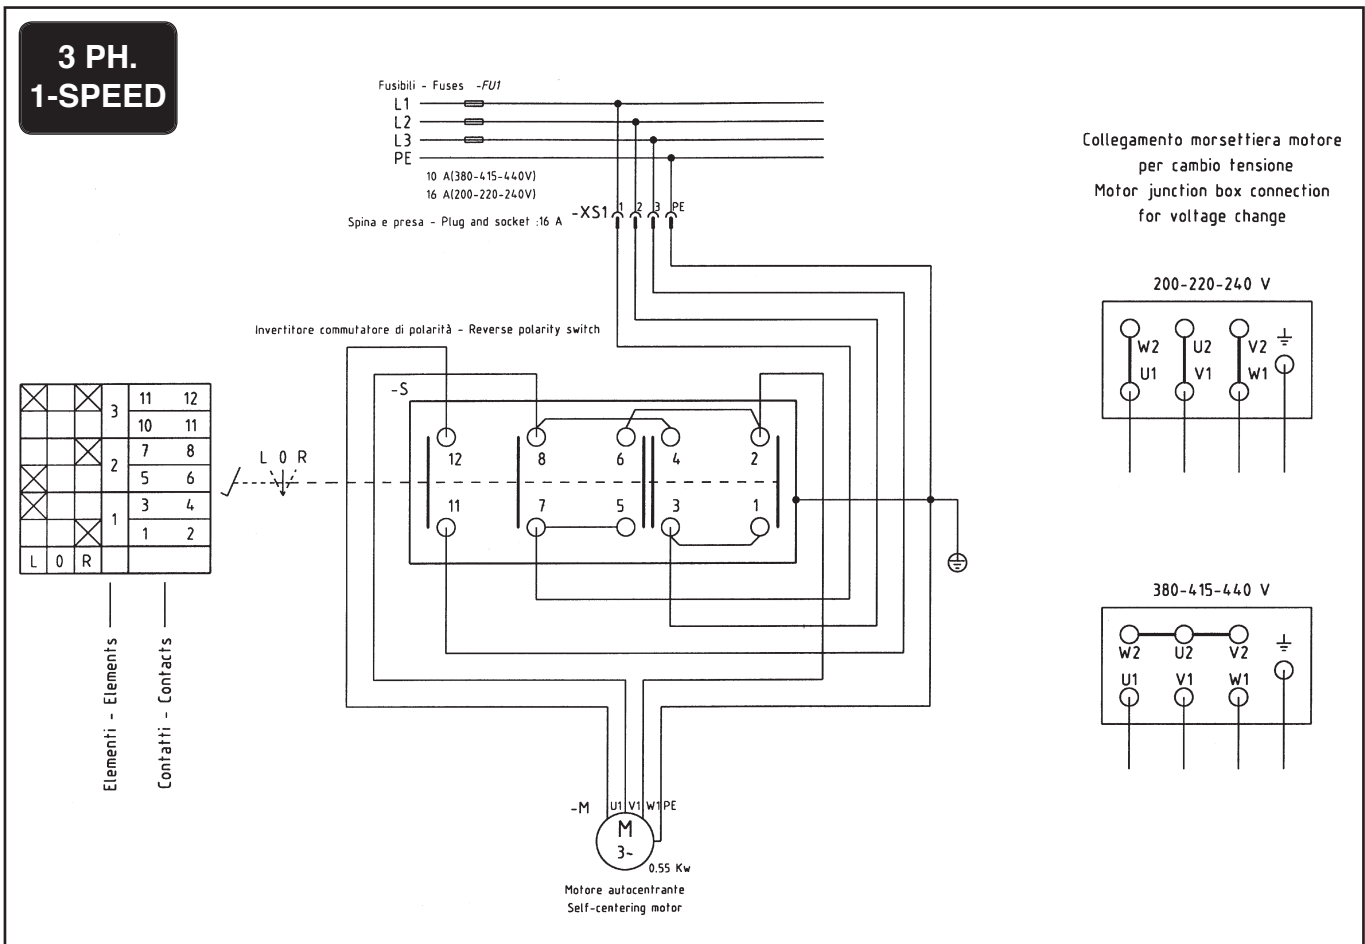 3 PH.
1-SPEED
Fusibili - Fuses -FU1
L1
L2
L3
PE
10 A(380-415-440V)
16 A(200-220-240V)
-XS1 1 2 3 PE
Spina e presa - Plug and socket :16 A
Collegamento morsettiera motore
per cambio tensione
Motor junction box connection
for voltage change
200-220-240 V
W2 U2 V2
U1 V1 W1
380-415-440 V
W2 U2 V2
U1 V1 W1
Invertitore commutatore di polarità - Reverse polarity switch
-S
12 8 6 4 2
11 7 5 3 1
L 0 R
3 11 12
10 11
2 7 8
5 6
1 3 4
1 2
L 0 R
Elementi - Elements
Contatti - Contacts
-M U1 V1 W1 PE
M
3~
0.55 Kw
Motore autocentrante
Self-centering motor